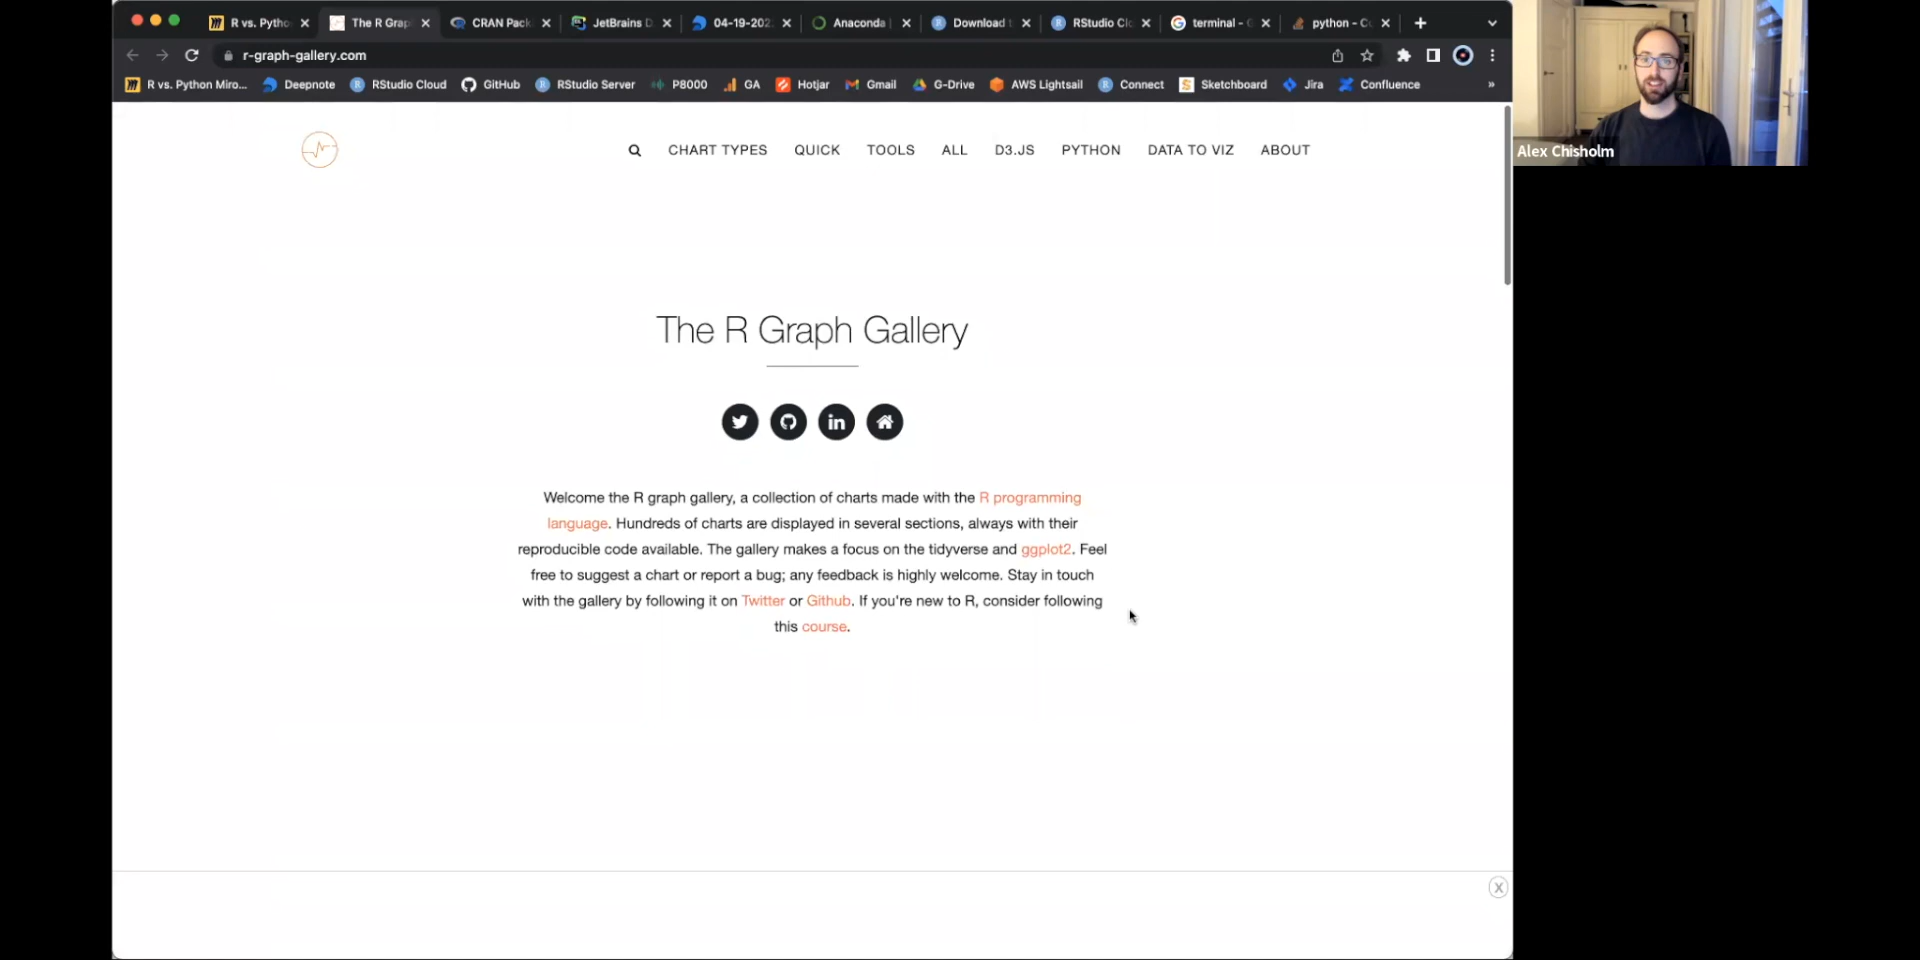 R vs. Pytho
The R Grap
CRAN Pack
JetBrains D
04-19-202
Anaconda |
Download
RStudio Clo
terminal - G
python - C
r-graph-gallery.com
R vs. Python Miro...
Deepnote
RStudio Cloud
GitHub
RStudio Server
P8000
GA
Hotjar
Gmail
G-Drive
AWS Lightsail
Connect
Sketchboard
Jira
Confluence
»
Alex Chisholm
CHART TYPES
QUICK
TOOLS
ALL
D3.JS
PYTHON
DATA TO VIZ
ABOUT
The R Graph Gallery
Welcome the R graph gallery, a collection of charts made with the R programming
language. Hundreds of charts are displayed in several sections, always with their
reproducible code available. The gallery makes a focus on the tidyverse and ggplot2. Feel
free to suggest a chart or report a bug; any feedback is highly welcome. Stay in touch
with the gallery by following it on Twitter or Github. If you're new to R, consider following
this course.
X